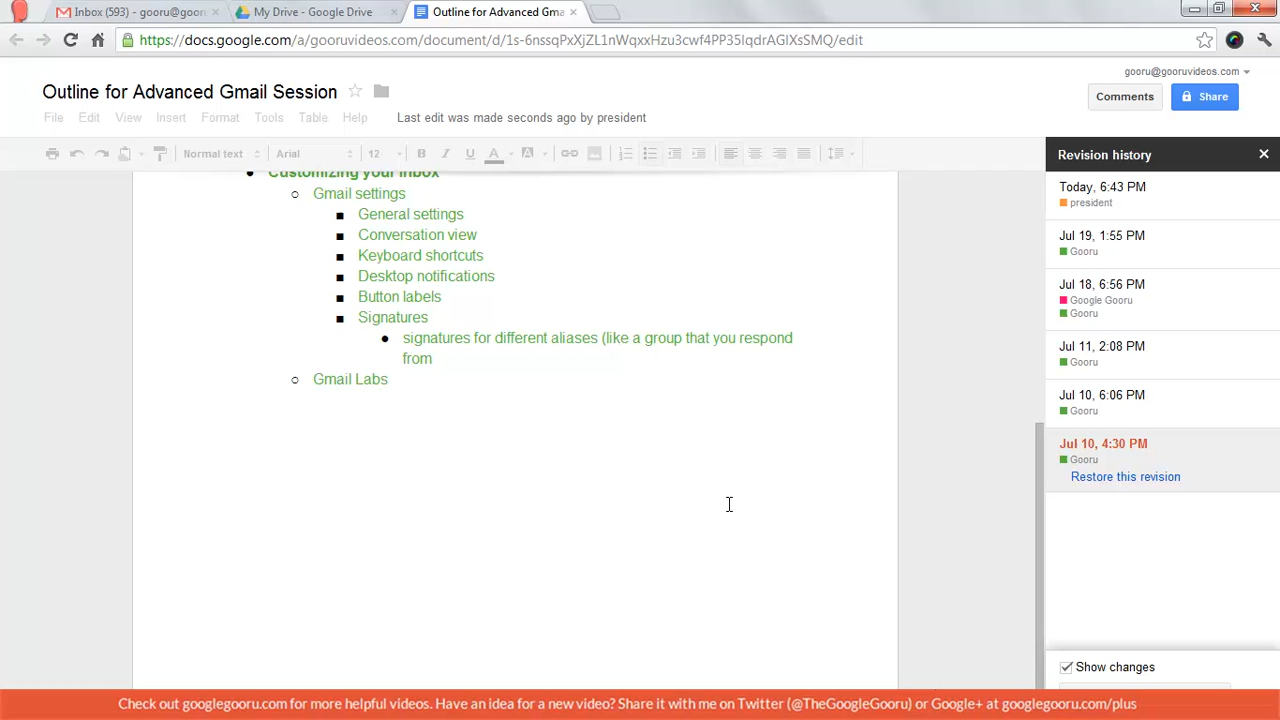 Inbox (593) - gooru@goor
My Drive - Google Drive
Outline for Advanced Gma
https://docs.google.com/a/gooruvideos.com/document/d/1s-6nssqPxXjZL1nWqxxHzu3cwf4PP35IqdrAGlXsSMQ/edit
gooru@gooruvideos.com
Outline for Advanced Gmail Session
Comments
Share
File Edit View Insert Format Tools Table Help Last edit was made seconds ago by president
Normal text Arial 12 B I U A A
Revision history
Customizing your inbox
Gmail settings
General settings
Conversation view
Keyboard shortcuts
Desktop notifications
Button labels
Signatures
signatures for different aliases (like a group that you respond
from
Gmail Labs
Today, 6:43 PM
president
Jul 19, 1:55 PM
Gooru
Jul 18, 6:56 PM
Google Gooru
Gooru
Jul 11, 2:08 PM
Gooru
Jul 10, 6:06 PM
Gooru
Jul 10, 4:30 PM
Gooru
Restore this revision
Show changes
Check out googlegooru.com for more helpful videos. Have an idea for a new video? Share it with me on Twitter (@TheGoogleGooru) or Google+ at googlegooru.com/plus